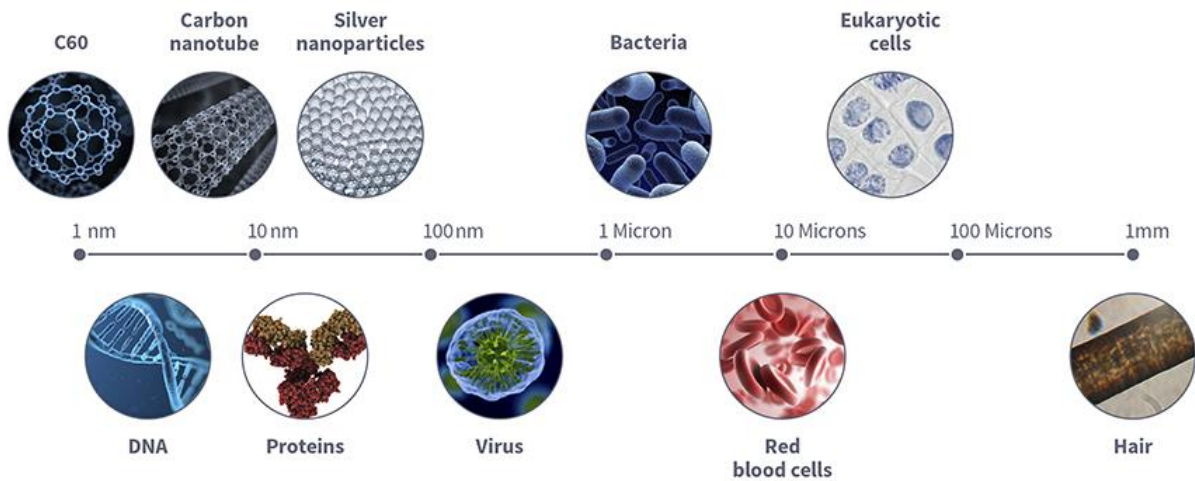 C60
Carbon
nanotube
Silver
nanoparticles
Bacteria
Eukaryotic
cells
1 nm
10 nm
100 nm
1 Micron
10 Microns
100 Microns
1mm
DNA
Proteins
Virus
Red
blood cells
Hair